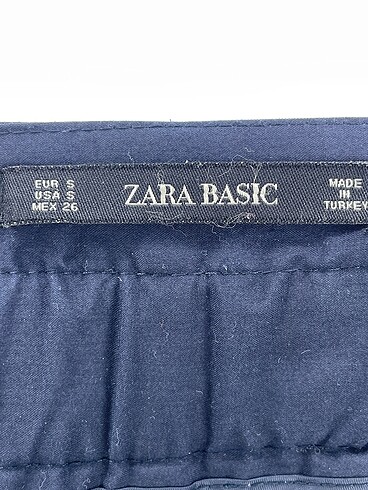 EUR S
USA S
MEX 26
ZARA BASIC
MADE
IN
TURKEY